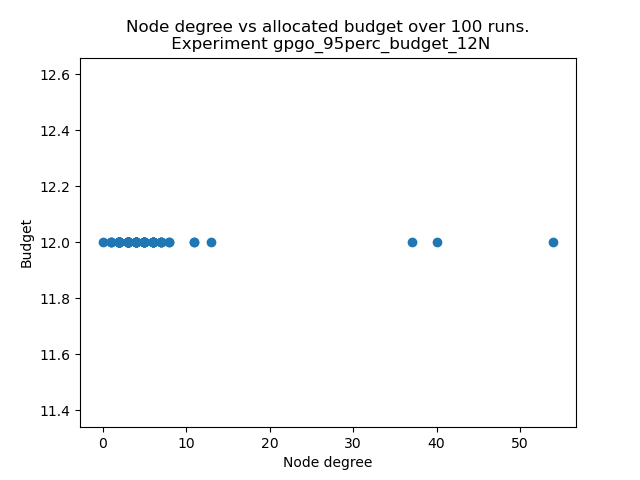 Node degree vs allocated budget over 100 runs.
Experiment gpgo_95perc_budget_12N
12.6
12.4
12.2
12.0
11.8
11.6
11.4
Budget
0 10 20 30 40 50
Node degree